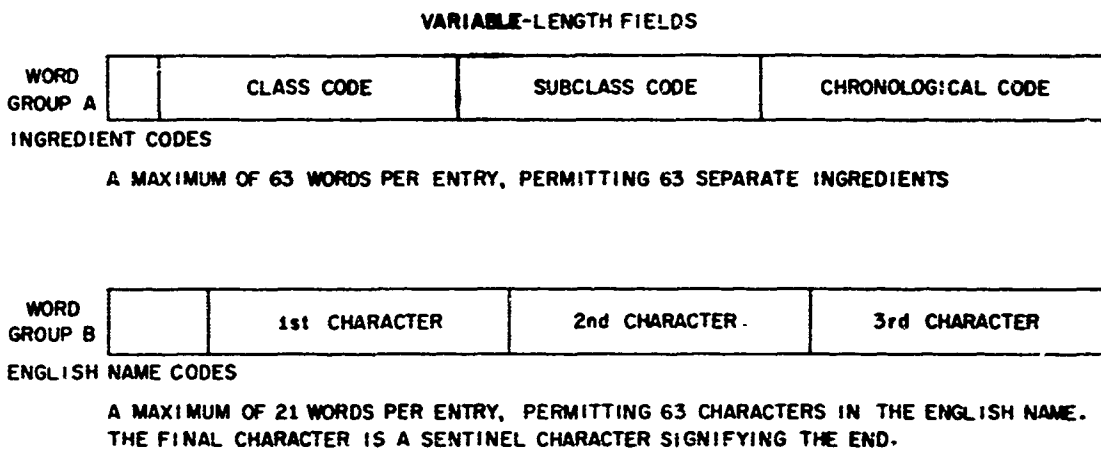 VARIABLE-LENGTH FIELDS
WORD GROUP A
CLASS CODE
SUBCLASS CODE
CHRONOLOGICAL CODE
INGREDIENT CODES
A MAXIMUM OF 63 WORDS PER ENTRY, PERMITTING 63 SEPARATE INGREDIENTS
WORD GROUP B
1st CHARACTER
2nd CHARACTER.
3rd CHARACTER
ENGLISH NAME CODES
A MAXIMUM OF 21 WORDS PER ENTRY, PERMITTING 63 CHARACTERS IN THE ENGLISH NAME.
THE FINAL CHARACTER IS A SENTINEL CHARACTER SIGNIFYING THE END.